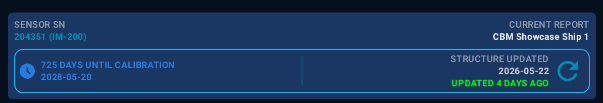 SENSOR SN
204351 (IM-200)
CURRENT REPORT
CBM Showcase Ship 1
725 DAYS UNTIL CALIBRATION
2028-05-20
STRUCTURE UPDATED
2026-05-22
UPDATED 4 DAYS AGO